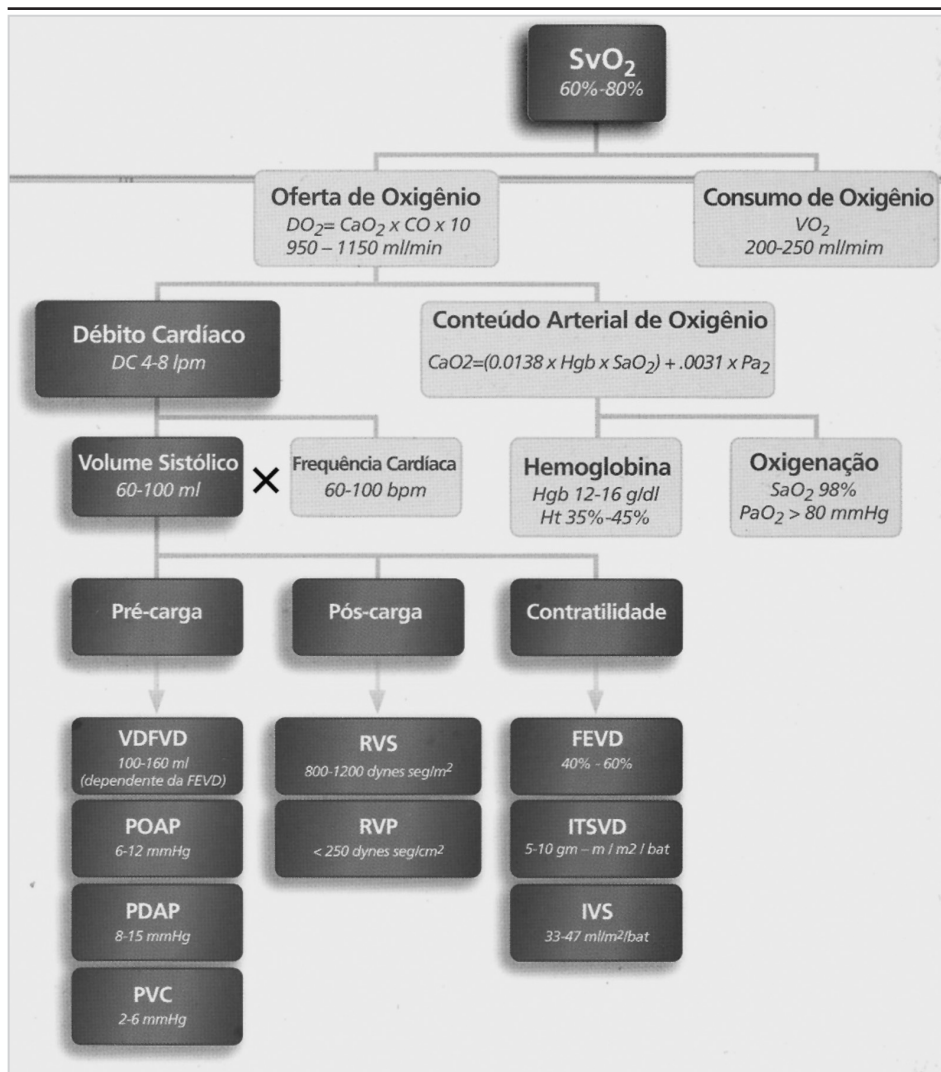 SvO2
60%-80%
Oferta de Oxigênio
DO2= CaO2 x CO x 10
950 – 1150 ml/min
Consumo de Oxigênio
VO2
200-250 ml/mim
Débito Cardíaco
DC 4-8 lpm
Conteúdo Arterial de Oxigênio
CaO2=(0.0138 x Hgb x SaO2) + .0031 x Pa2
Volume Sistólico
60-100 ml
×
Frequência Cardíaca
60-100 bpm
Hemoglobina
Hgb 12-16 g/dl
Ht 35%-45%
Oxigenação
SaO2 98%
PaO2 > 80 mmHg
Pré-carga
Pós-carga
Contratilidade
VDFVD
100-160 ml
(dependente da FEVD)
POAP
6-12 mmHg
PDAP
8-15 mmHg
PVC
2-6 mmHg
RVS
800-1200 dynes seg/m²
RVP
< 250 dynes seg/cm²
FEVD
40% - 60%
ITSVD
5-10 gm – m / m2 / bat
IVS
33-47 ml/m²/bat